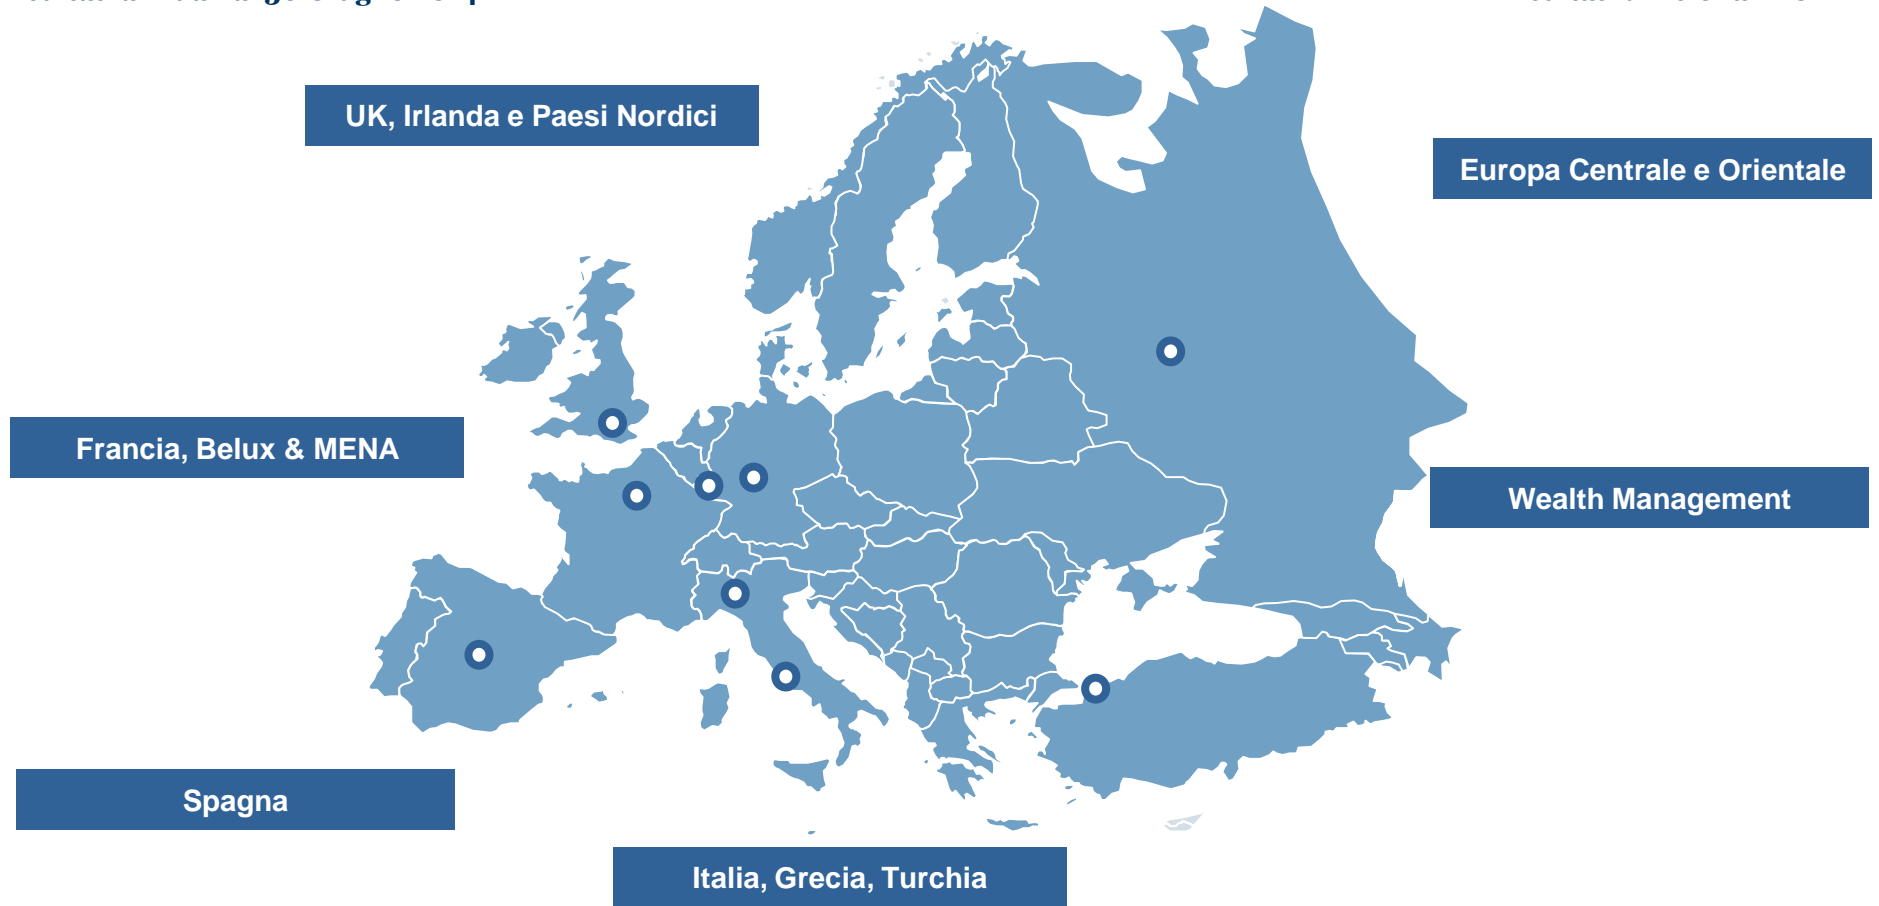 UK, Irlanda e Paesi Nordici
Europa Centrale e Orientale
Francia, Belux & MENA
Wealth Management
Spagna
Italia, Grecia, Turchia